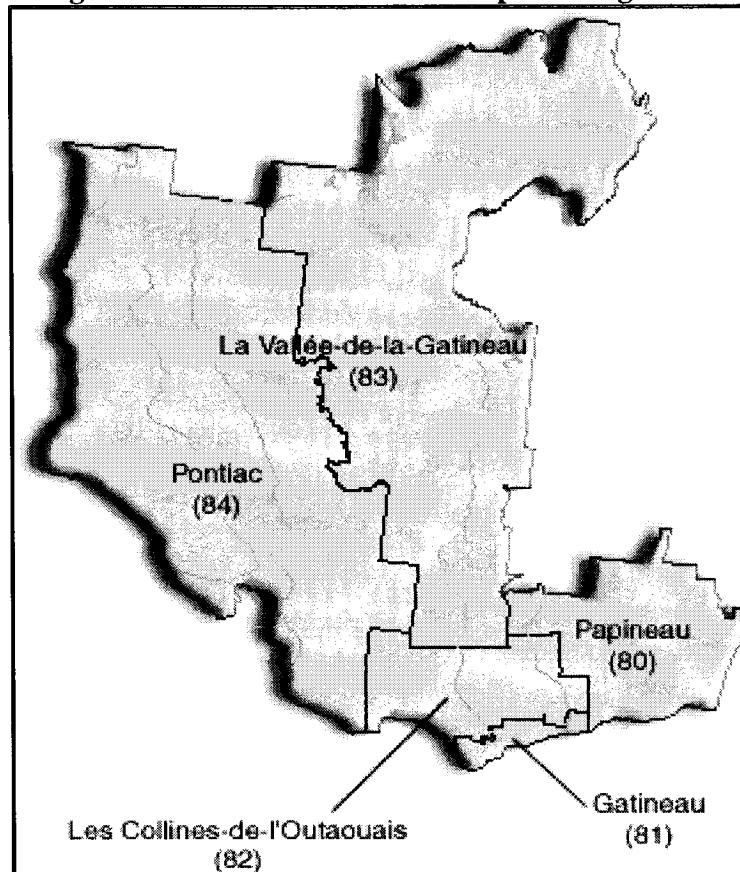 La Vallée-de-la-Gatineau
(83)
Pontiac
(84)
Papineau
(80)
Gatineau
(81)
Les Collines-de-l'Outaouais
(82)